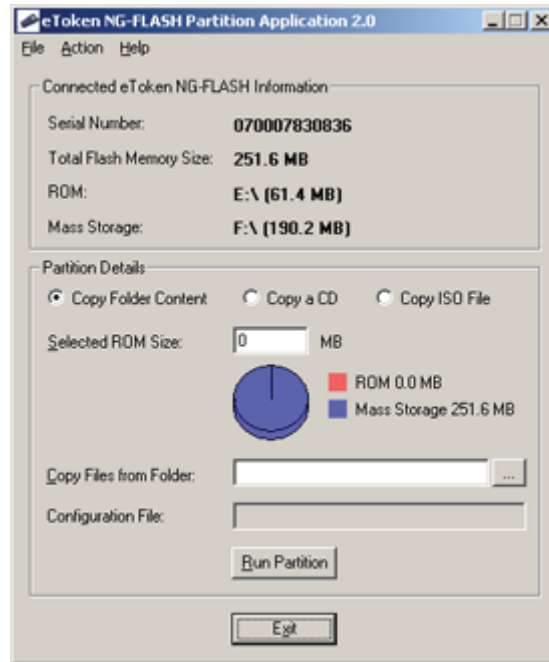 eToken NG-FLASH Partition Application 2.0
File Action Help
Connected eToken NG-FLASH Information
Serial Number: 070007830836
Total Flash Memory Size: 251.6 MB
ROM: E:\ (61.4 MB)
Mass Storage: F:\ (190.2 MB)
Partition Details
Copy Folder Content Copy a CD Copy ISO File
Selected ROM Size: 0 MB
ROM 0.0 MB
Mass Storage 251.6 MB
Copy Files from Folder: ...
Configuration File:
Run Partition
Exit